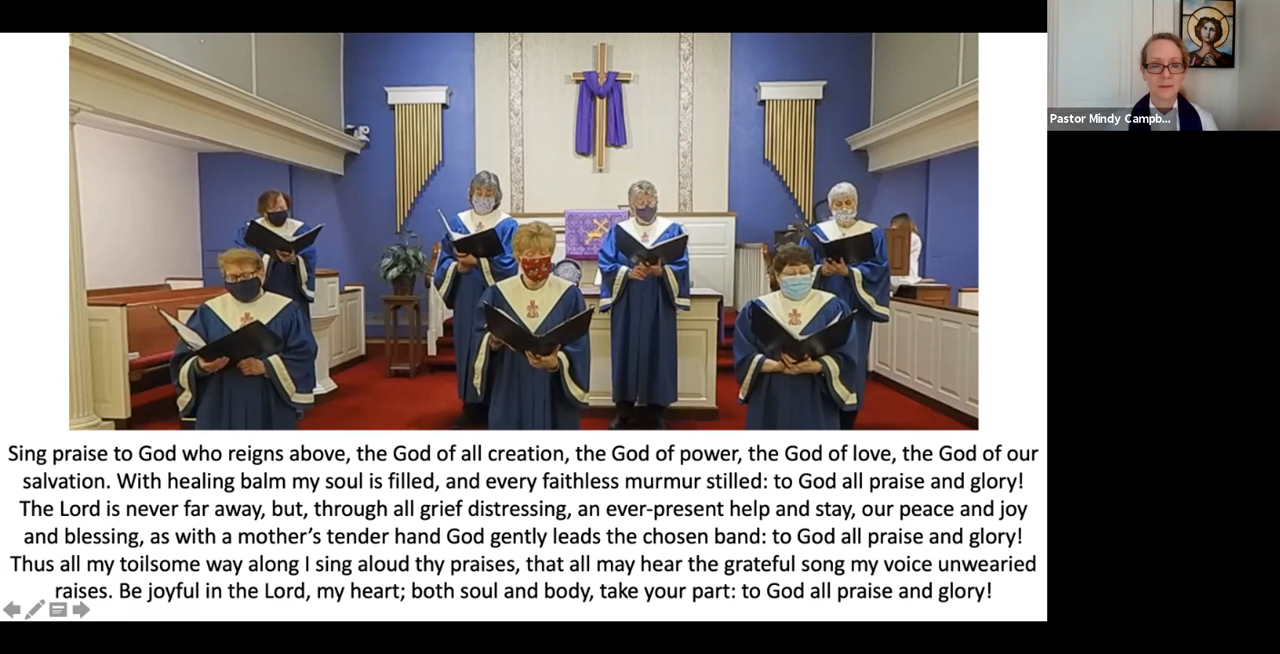 Pastor Mindy Campb...
Sing praise to God who reigns above, the God of all creation, the God of power, the God of love, the God of our
salvation. With healing balm my soul is filled, and every faithless murmur stilled: to God all praise and glory!
The Lord is never far away, but, through all grief distressing, an ever-present help and stay, our peace and joy
and blessing, as with a mother’s tender hand God gently leads the chosen band: to God all praise and glory!
Thus all my toilsome way along I sing aloud thy praises, that all may hear the grateful song my voice unwearied
raises. Be joyful in the Lord, my heart; both soul and body, take your part: to God all praise and glory!